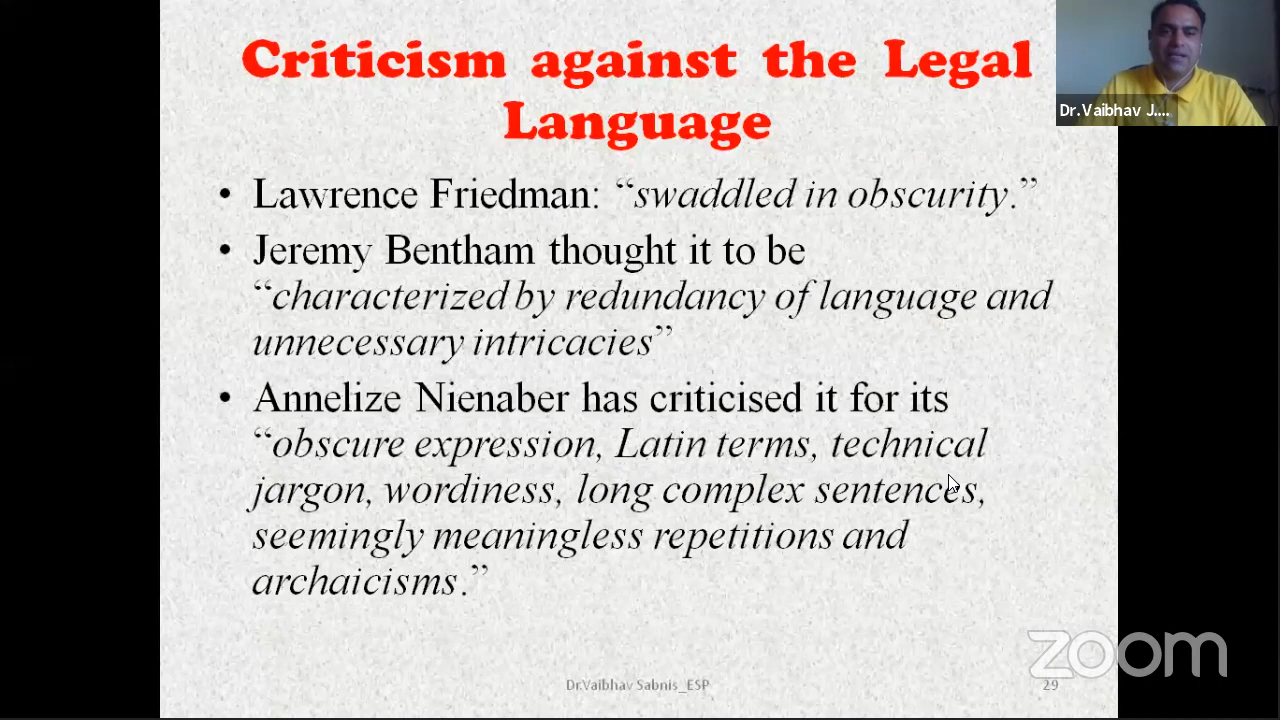 Criticism against the Legal
Language
• Lawrence Friedman: “swaddled in obscurity.”
• Jeremy Bentham thought it to be
“characterized by redundancy of language and
unnecessary intricacies”
• Annelize Nienaber has criticised it for its
“obscure expression, Latin terms, technical
jargon, wordiness, long complex sentences,
seemingly meaningless repetitions and
archaicisms.”
Dr.Vaibhav Sabnis_ESP
29
Dr.Vaibhav J....
zoom